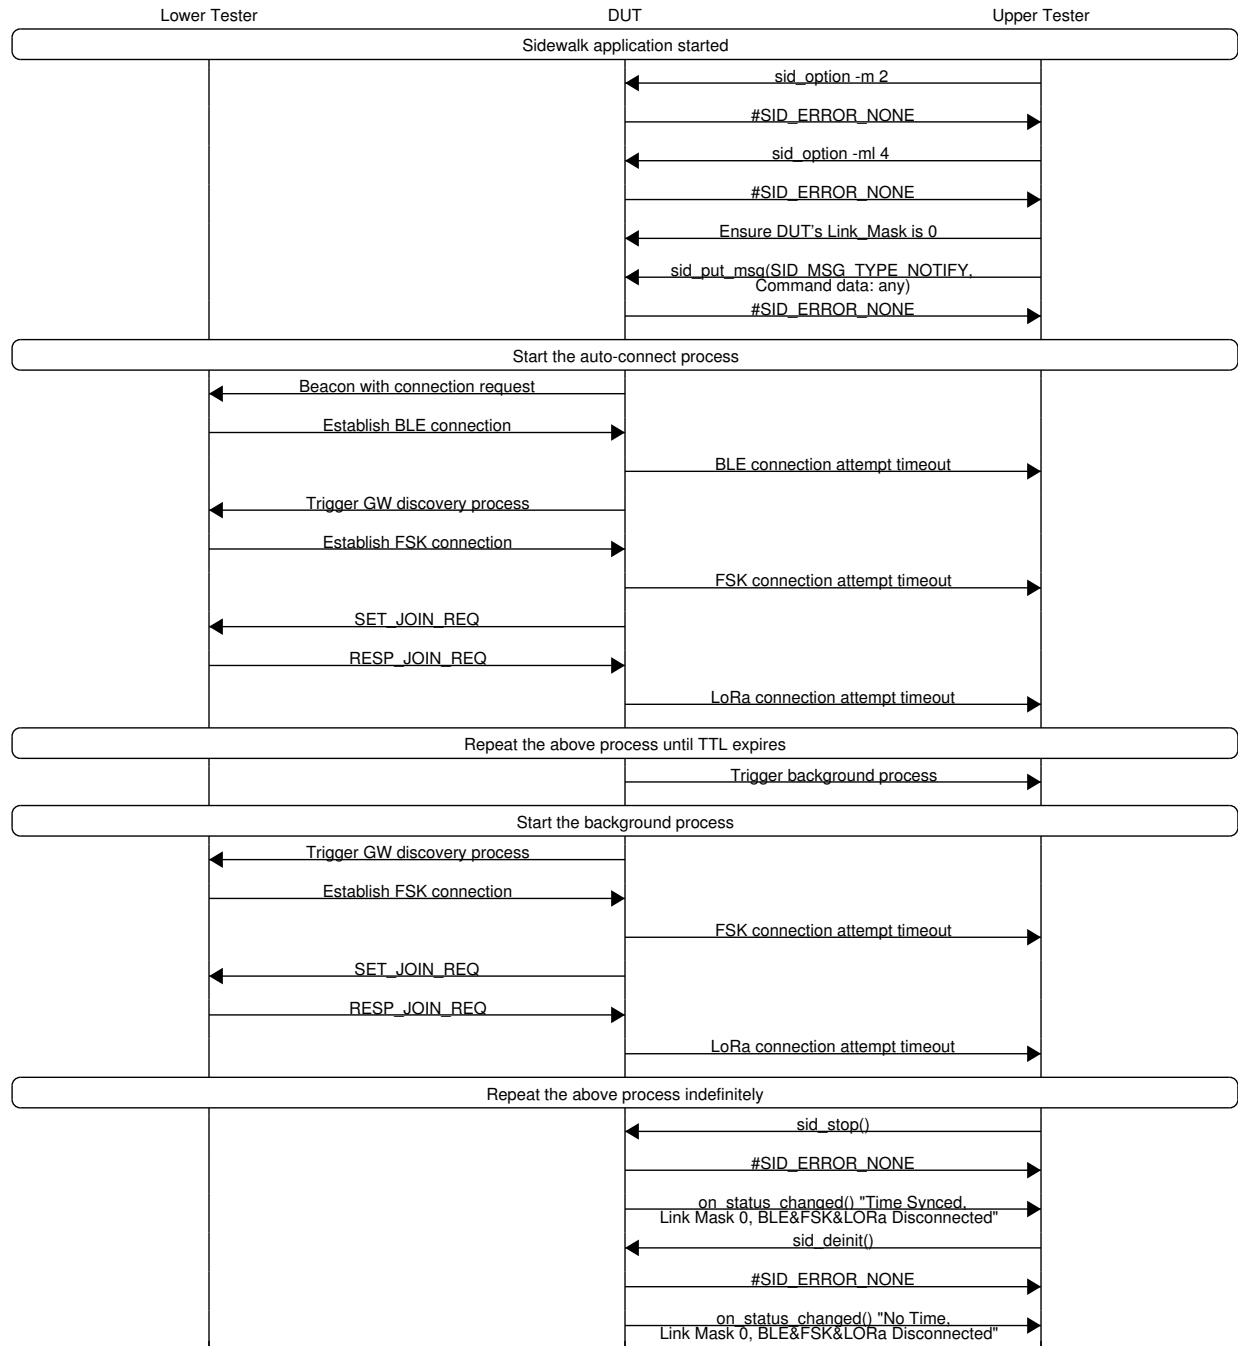 Lower Tester
DUT
Upper Tester
Sidewalk application started
sid_option -m 2
#SID_ERROR_NONE
sid_option -ml 4
#SID_ERROR_NONE
Ensure DUT's Link_Mask is 0
sid_put_msg(SID_MSG_TYPE_NOTIFY,
Command data: any)
#SID_ERROR_NONE
Start the auto-connect process
Beacon with connection request
Establish BLE connection
BLE connection attempt timeout
Trigger GW discovery process
Establish FSK connection
FSK connection attempt timeout
SET_JOIN_REQ
RESP_JOIN_REQ
LoRa connection attempt timeout
Repeat the above process until TTL expires
Trigger background process
Start the background process
Trigger GW discovery process
Establish FSK connection
FSK connection attempt timeout
SET_JOIN_REQ
RESP_JOIN_REQ
LoRa connection attempt timeout
Repeat the above process indefinitely
sid_stop()
#SID_ERROR_NONE
on_status_changed() "Time Synced,
Link Mask 0, BLE&FSK&LORa Disconnected"
sid_deinit()
#SID_ERROR_NONE
on_status_changed() "No Time,
Link Mask 0, BLE&FSK&LORa Disconnected"